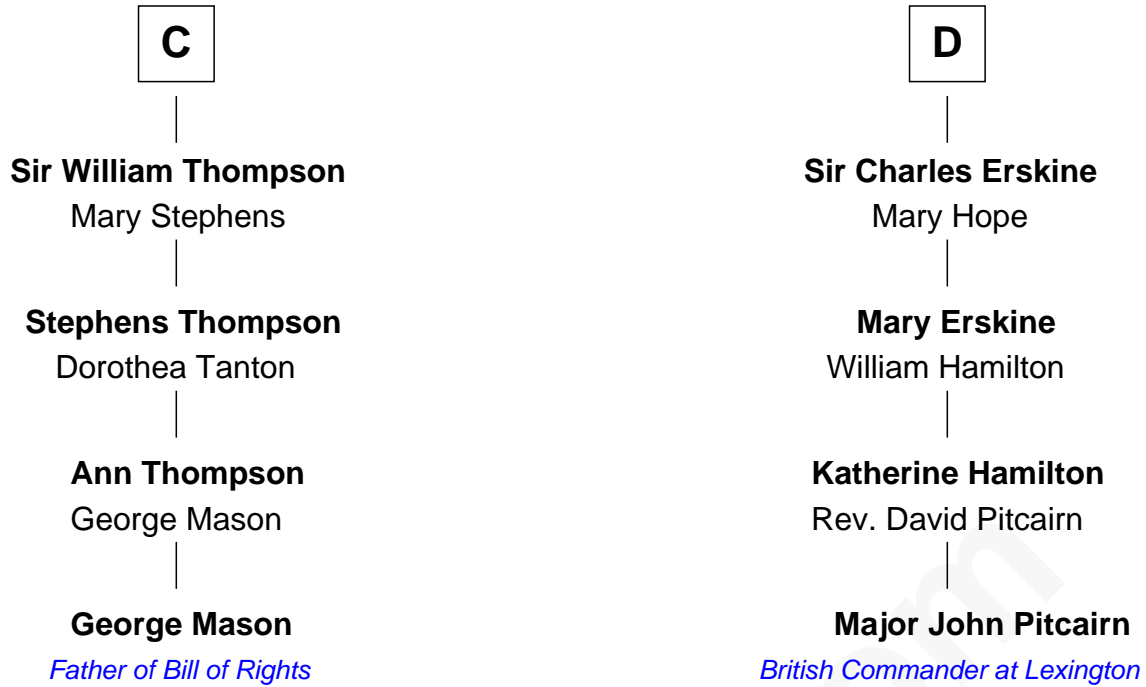 C
Sir William Thompson
Mary Stephens
Stephens Thompson
Dorothea Tanton
Ann Thompson
George Mason
George Mason
Father of Bill of Rights
D
Sir Charles Erskine
Mary Hope
Mary Erskine
William Hamilton
Katherine Hamilton
Rev. David Pitcairn
Major John Pitcairn
British Commander at Lexington